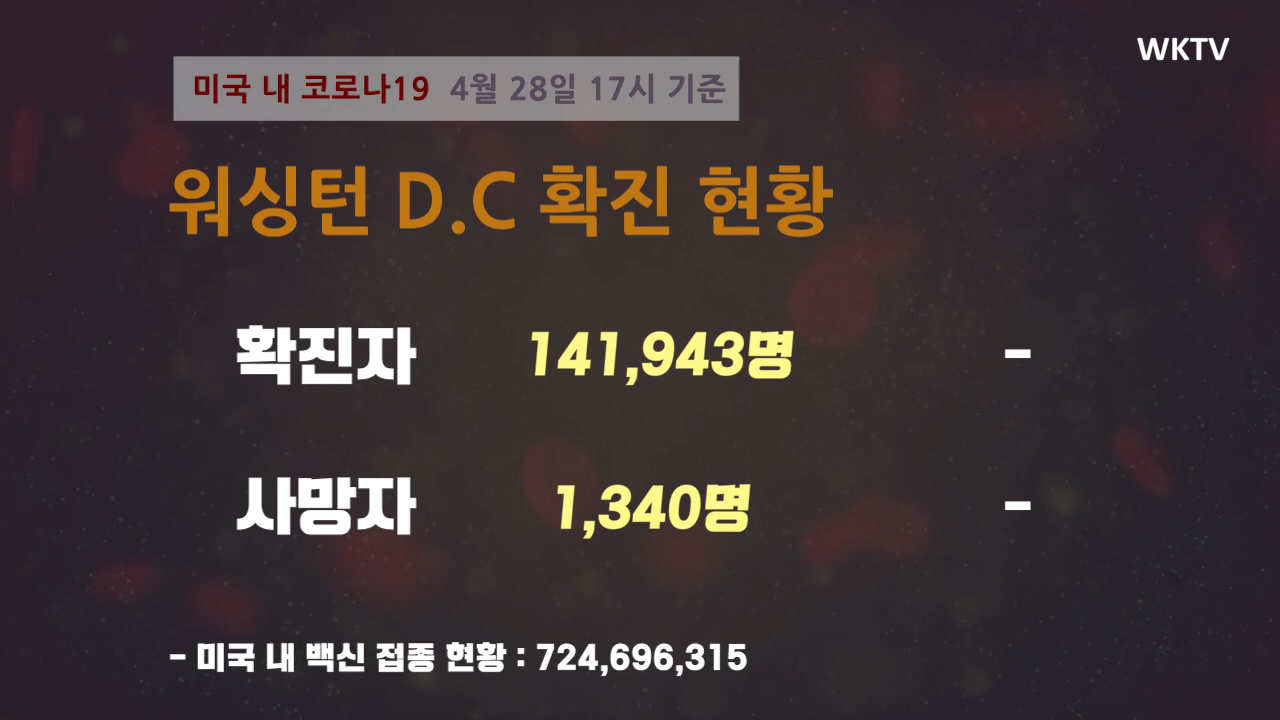 WKTV
미국 내 코로나19 4월 28일 17시 기준
워싱턴 D.C 확진 현황
확진자 141,943명 -
사망자 1,340명 -
- 미국 내 백신 접종 현황 : 724,696,315